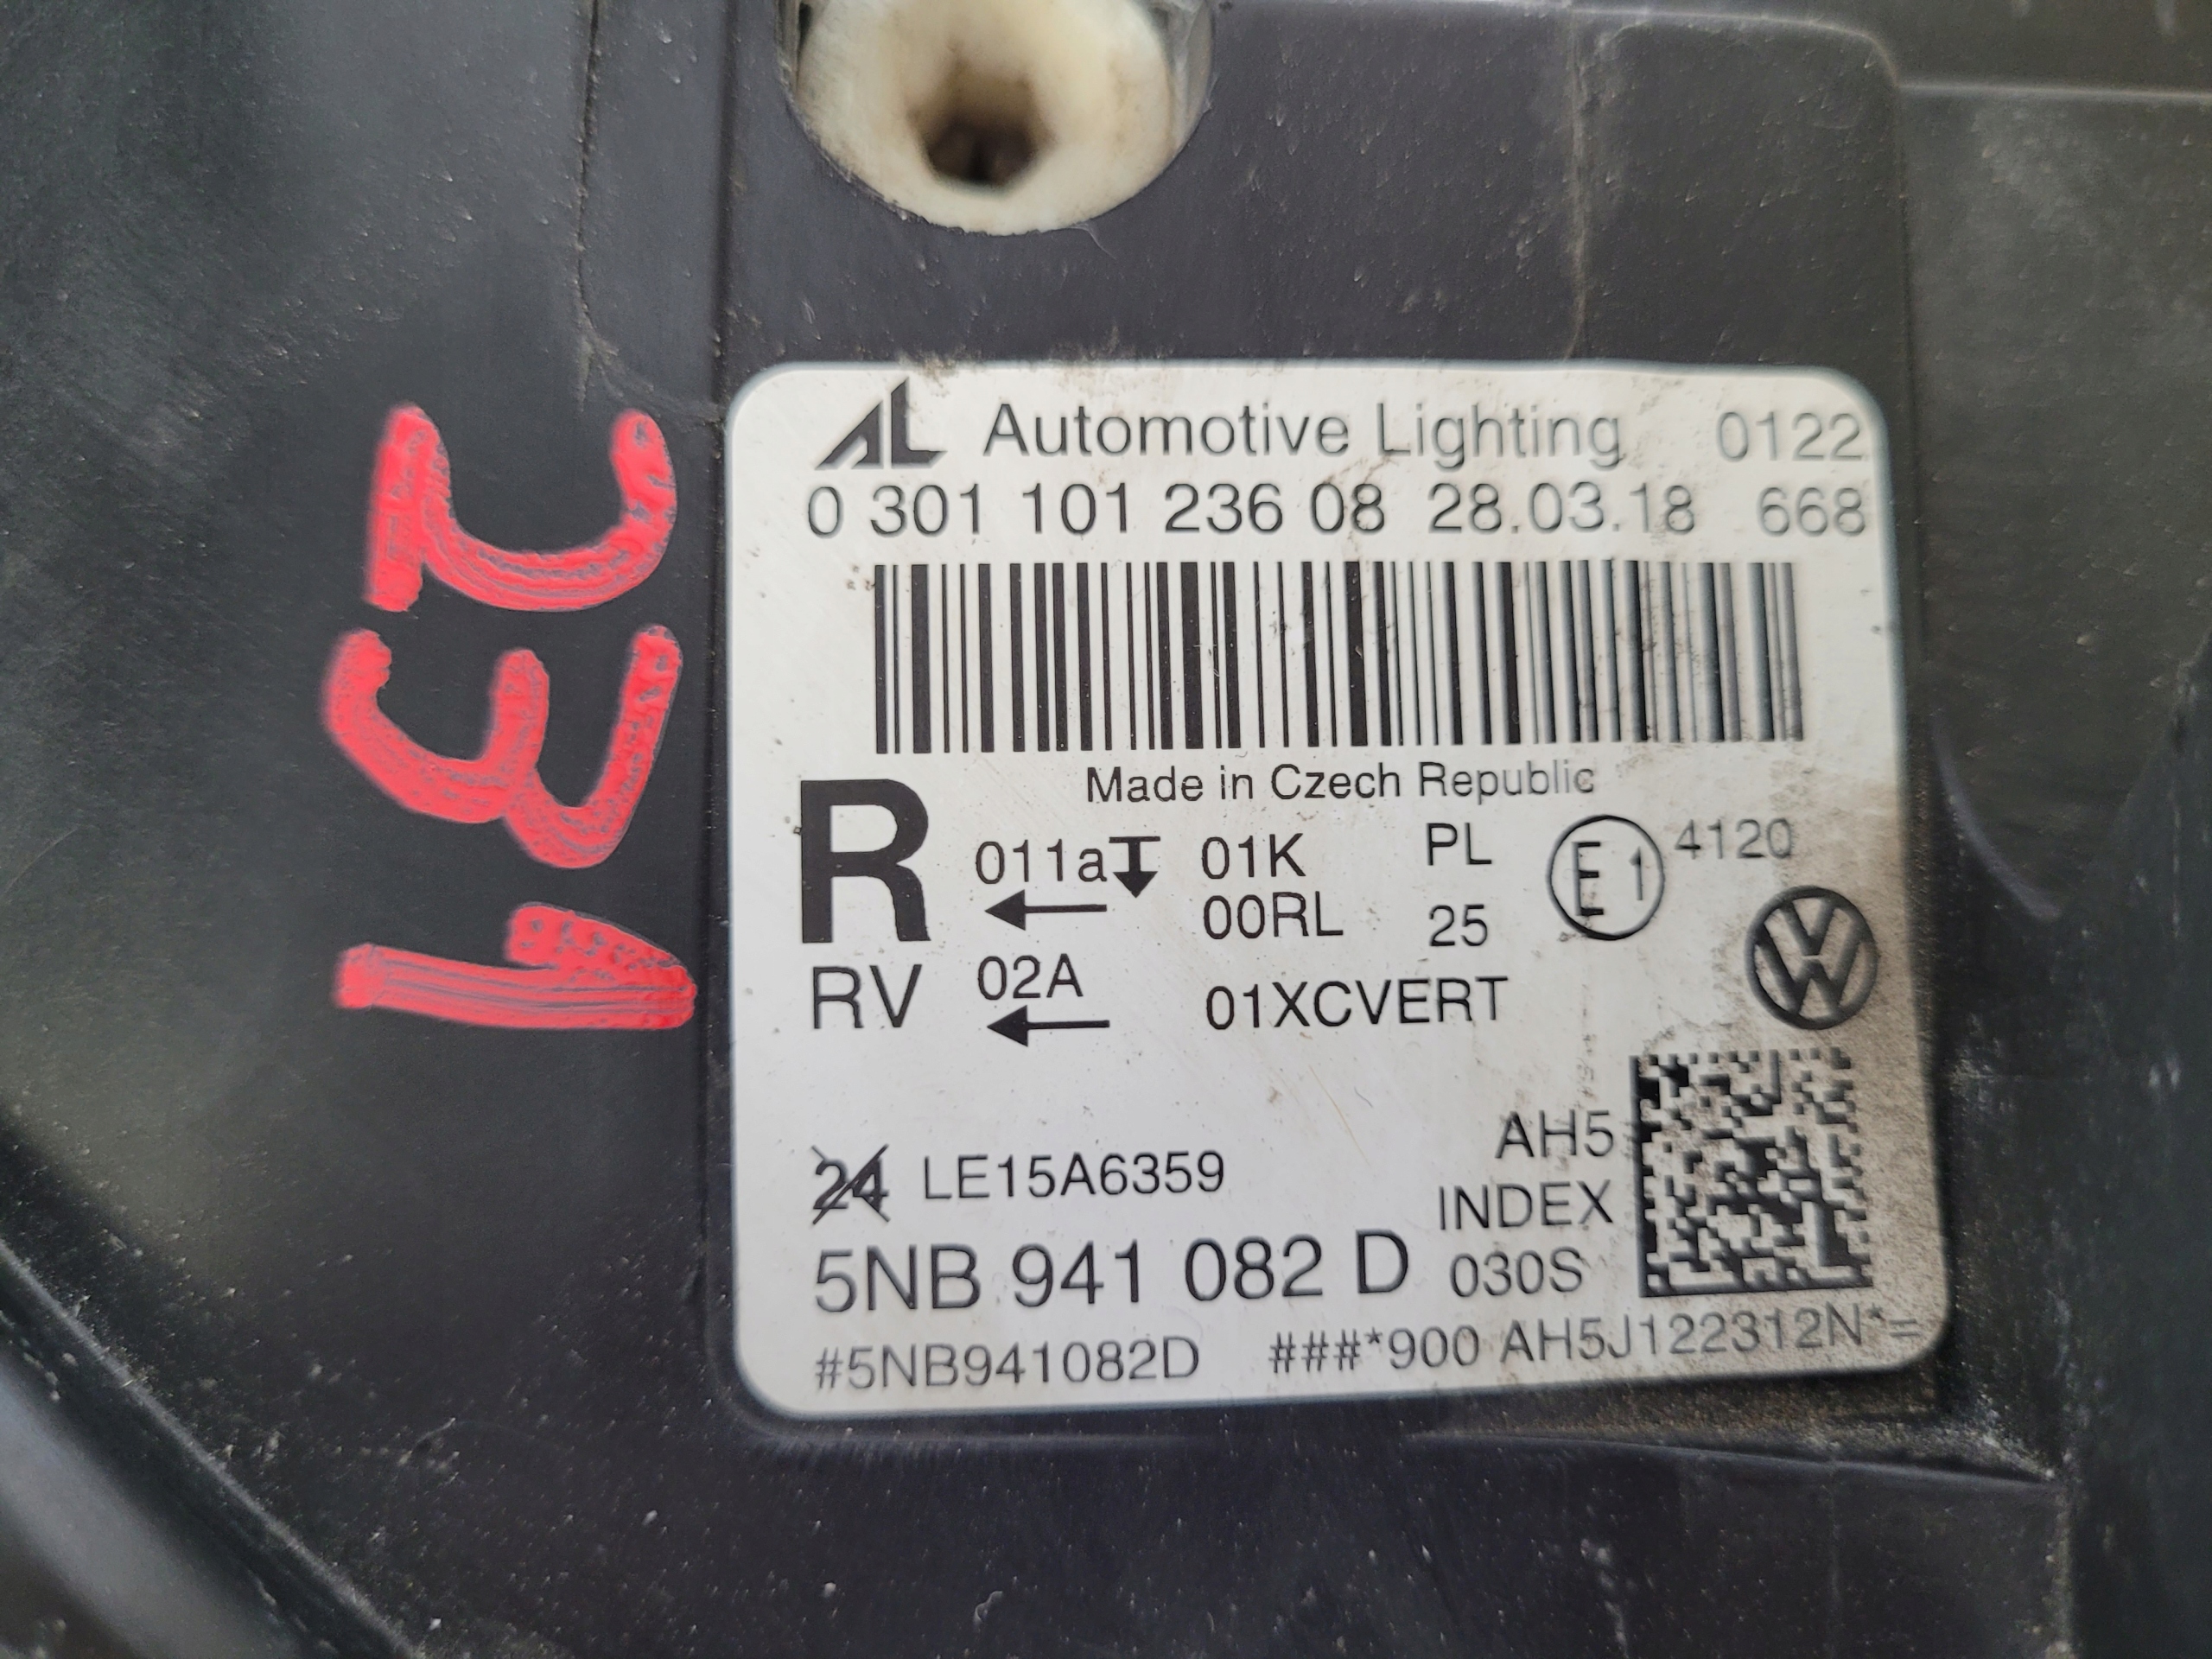 231
AL Automotive Lighting 0122
0 301 101 236 08 28.03.18 668
Made in Czech Republic
R 011a 01K PL E1 4120
00RL 25
RV 02A 01XCVERT
24 LE15A6359 AH5
INDEX
5NB 941 082 D 030S
#5NB941082D ###*900 AH5J122312N*=